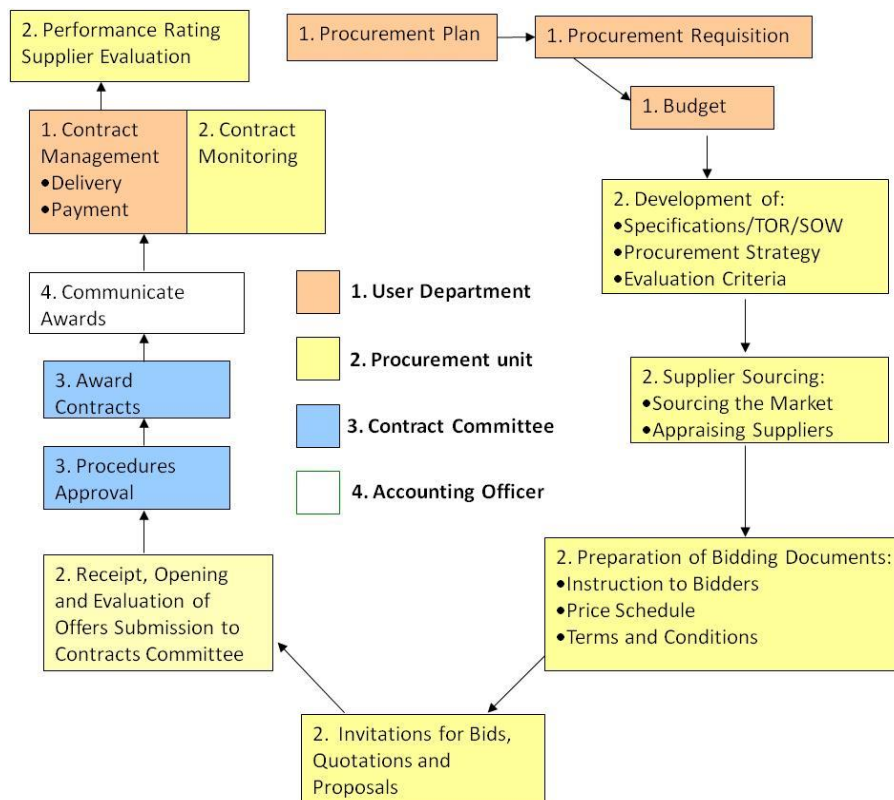 2. Performance Rating
Supplier Evaluation
1. Procurement Plan
1. Procurement Requisition
1. Budget
1. Contract
Management
•Delivery
•Payment
2. Contract
Monitoring
2. Development of:
•Specifications/TOR/SOW
•Procurement Strategy
•Evaluation Criteria
4. Communicate
Awards
1. User Department
2. Procurement unit
3. Contract Committee
4. Accounting Officer
3. Award
Contracts
3. Procedures
Approval
2. Supplier Sourcing:
•Sourcing the Market
•Appraising Suppliers
2. Receipt, Opening
and Evaluation of
Offers Submission to
Contracts Committee
2. Preparation of Bidding Documents:
•Instruction to Bidders
•Price Schedule
•Terms and Conditions
2. Invitations for Bids,
Quotations and
Proposals